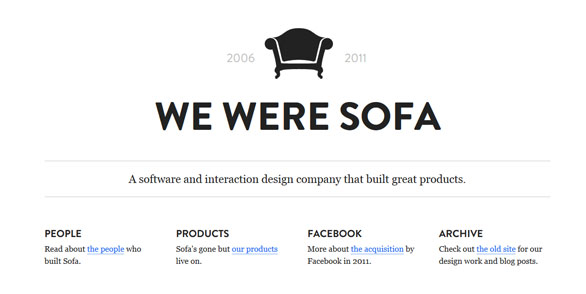 2006 2011
WE WERE SOFA
A software and interaction design company that built great products.
PEOPLE
Read about the people who
built Sofa.
PRODUCTS
Sofa's gone but our products
live on.
FACEBOOK
More about the acquisition by
Facebook in 2011.
ARCHIVE
Check out the old site for our
design work and blog posts.